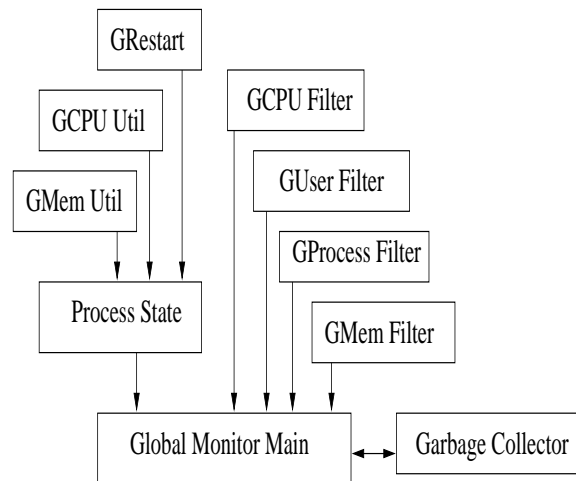 GRestart
GCPU Filter
GCPU Util
GUser Filter
GMem Util
GProcess Filter
Process State
GMem Filter
Global Monitor Main
Garbage Collector